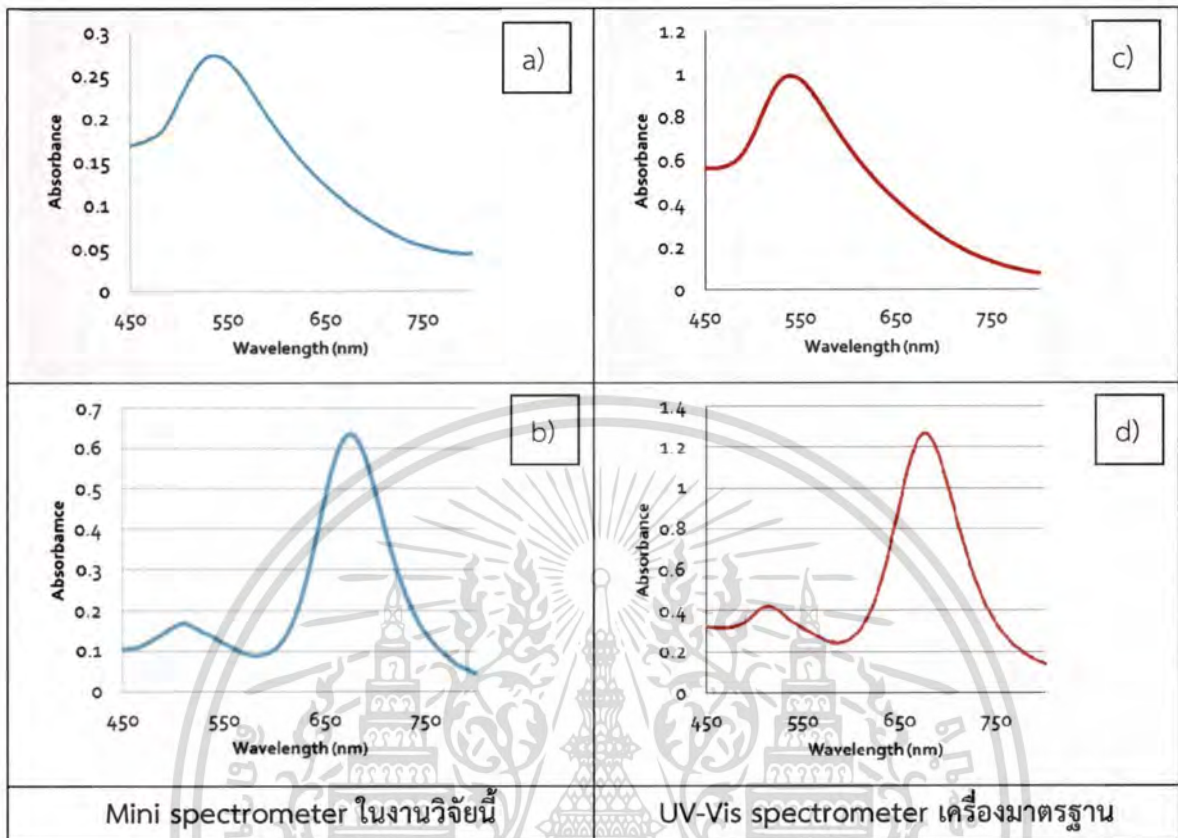 a)
0.3
0.25
0.2
0.15
0.1
0.05
0
Absorbance
450 550 650 750
Wavelength (nm)
c)
1.2
1
0.8
0.6
0.4
0.2
0
Absorbance
450 550 650 750
Wavelength (nm)
b)
0.7
0.6
0.5
0.4
0.3
0.2
0.1
0
Absorbamce
450 550 650 750
Wavelength (nm)
d)
1.4
1.2
1
0.8
0.6
0.4
0.2
0
Absorbance
450 550 650 750
Wavelength (nm)
Mini spectrometer ในงานวิจัยนี้
UV-Vis spectrometer เครื่องมาตรฐาน